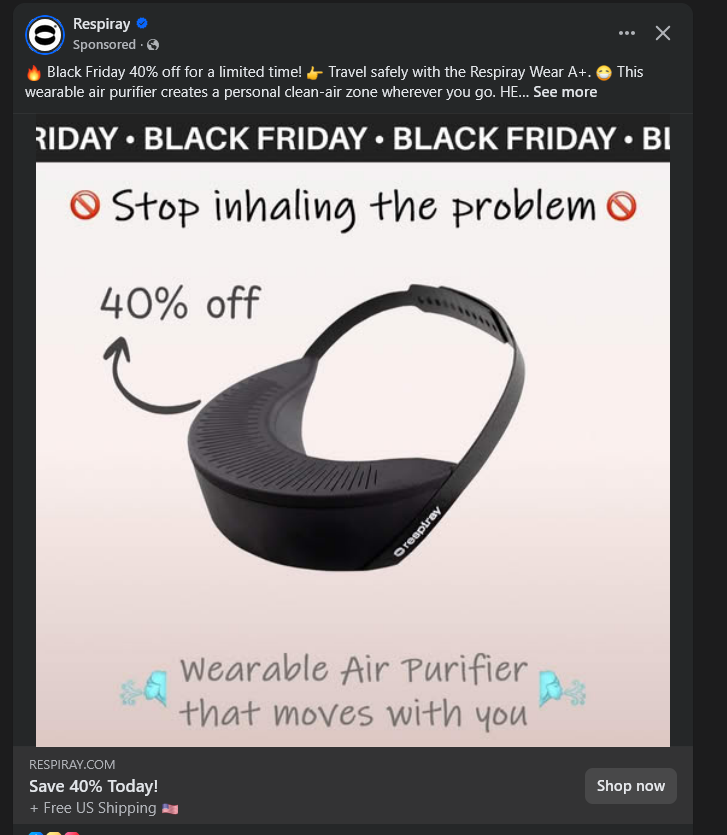 Respiray
Sponsored ·
🔥 Black Friday 40% off for a limited time! 👉 Travel safely with the Respiray Wear A+. 😷 This
wearable air purifier creates a personal clean-air zone wherever you go. HE... See more
RIDAY • BLACK FRIDAY • BLACK FRIDAY • BL
🚫 Stop inhaling the problem 🚫
40% off
respiray
Wearable Air Purifier
that moves with you
RESPIRAY.COM
Save 40% Today!
Shop now
+ Free US Shipping 🇺🇸